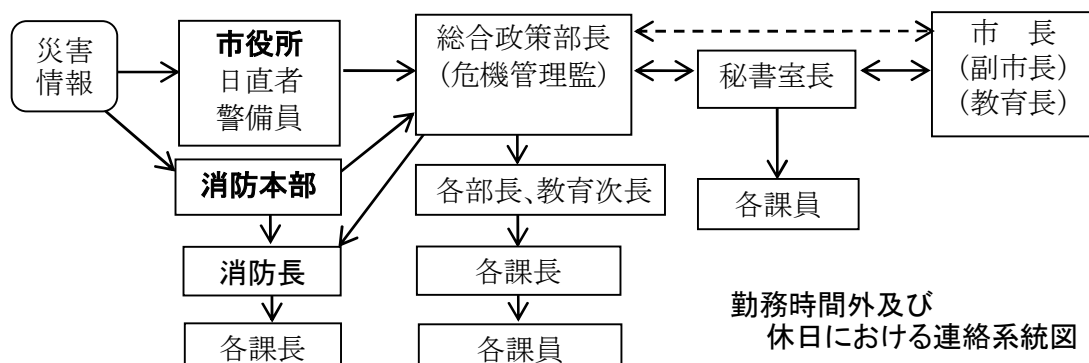 災害
情報
市役所
日直者
警備員
総合政策部長
(危機管理監)
秘書室長
市　長
(副市長)
(教育長)
消防本部
各部長、教育次長
各課員
消防長
各課長
各課長
各課員
勤務時間外及び
休日における連絡系統図